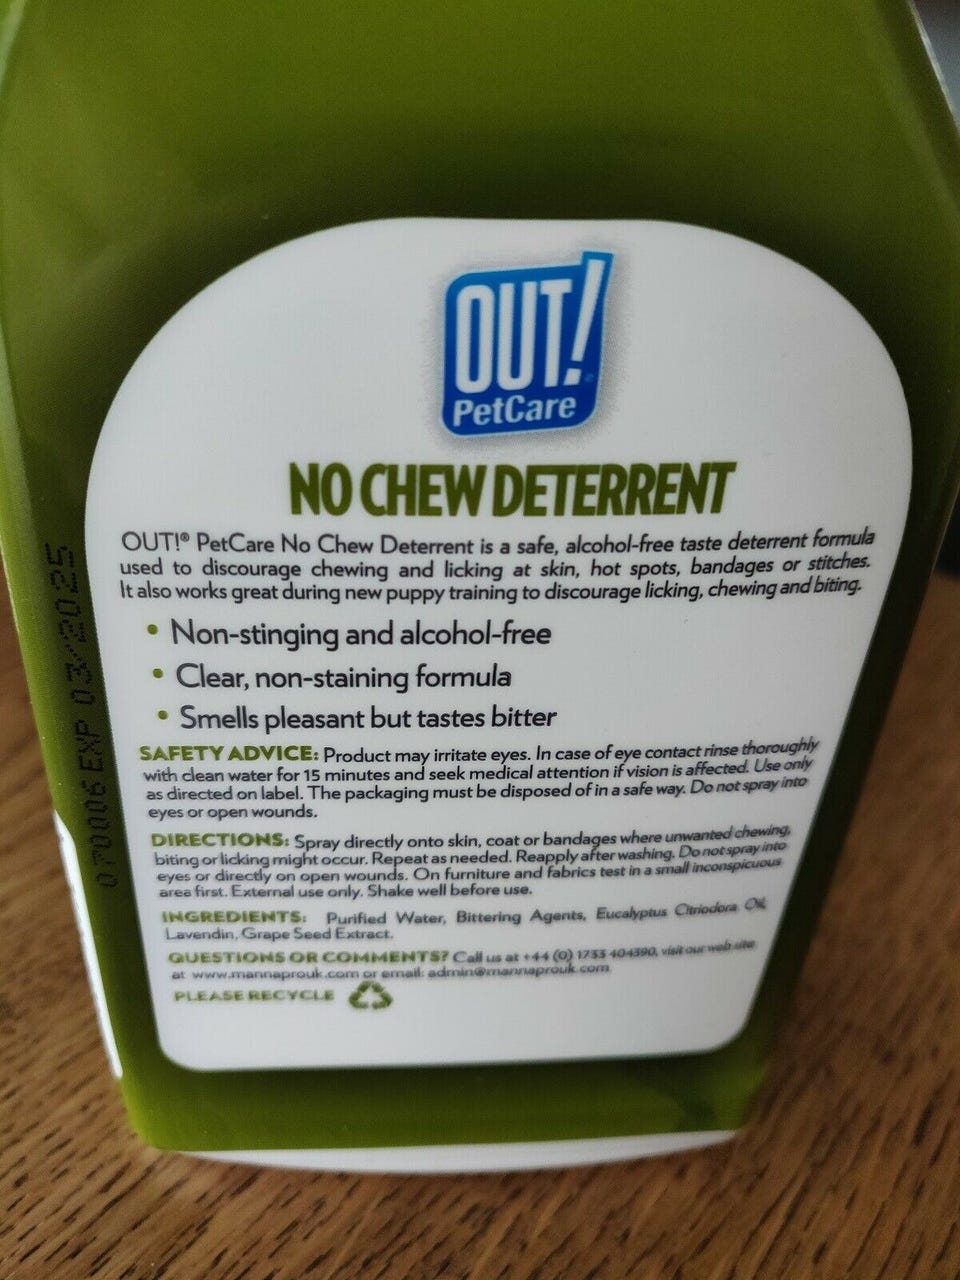 OUT!
PetCare
NO CHEW DETERRENT
OUT!® PetCare No Chew Deterrent is a safe, alcohol-free taste deterrent formula
used to discourage chewing and licking at skin, hot spots, bandages or stitches.
It also works great during new puppy training to discourage licking, chewing and biting.
• Non-stinging and alcohol-free
• Clear, non-staining formula
• Smells pleasant but tastes bitter
SAFETY ADVICE: Product may irritate eyes. In case of eye contact rinse thoroughly
with clean water for 15 minutes and seek medical attention if vision is affected. Use only
as directed on label. The packaging must be disposed of in a safe way. Do not spray into
eyes or open wounds.
DIRECTIONS: Spray directly onto skin, coat or bandages where unwanted chewing,
biting or licking might occur. Repeat as needed. Reapply after washing. Do not spray into
eyes or directly on open wounds. On furniture and fabrics test in a small inconspicuous
area first. External use only. Shake well before use.
INGREDIENTS: Purified Water, Bittering Agents, Eucalyptus Citriodora Oil,
Lavendin, Grape Seed Extract.
QUESTIONS OR COMMENTS? Call us at +44 (0) 1733 404390, visit our web site
at www.mannaprouk.com or email: admin@mannaprouk.com
PLEASE RECYCLE
070006 EXP 03/2025